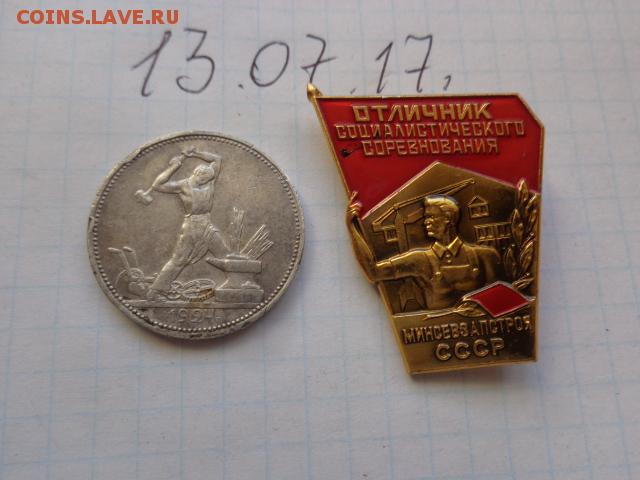 COINS.LAVE.RU
13.07.17,
ОТЛИЧНИК
СОЦИАЛИСТИЧЕСКОГО
СОРЕВНОВАНИЯ
1924
МИНСЕВЗАПСТРОЯ
СССР